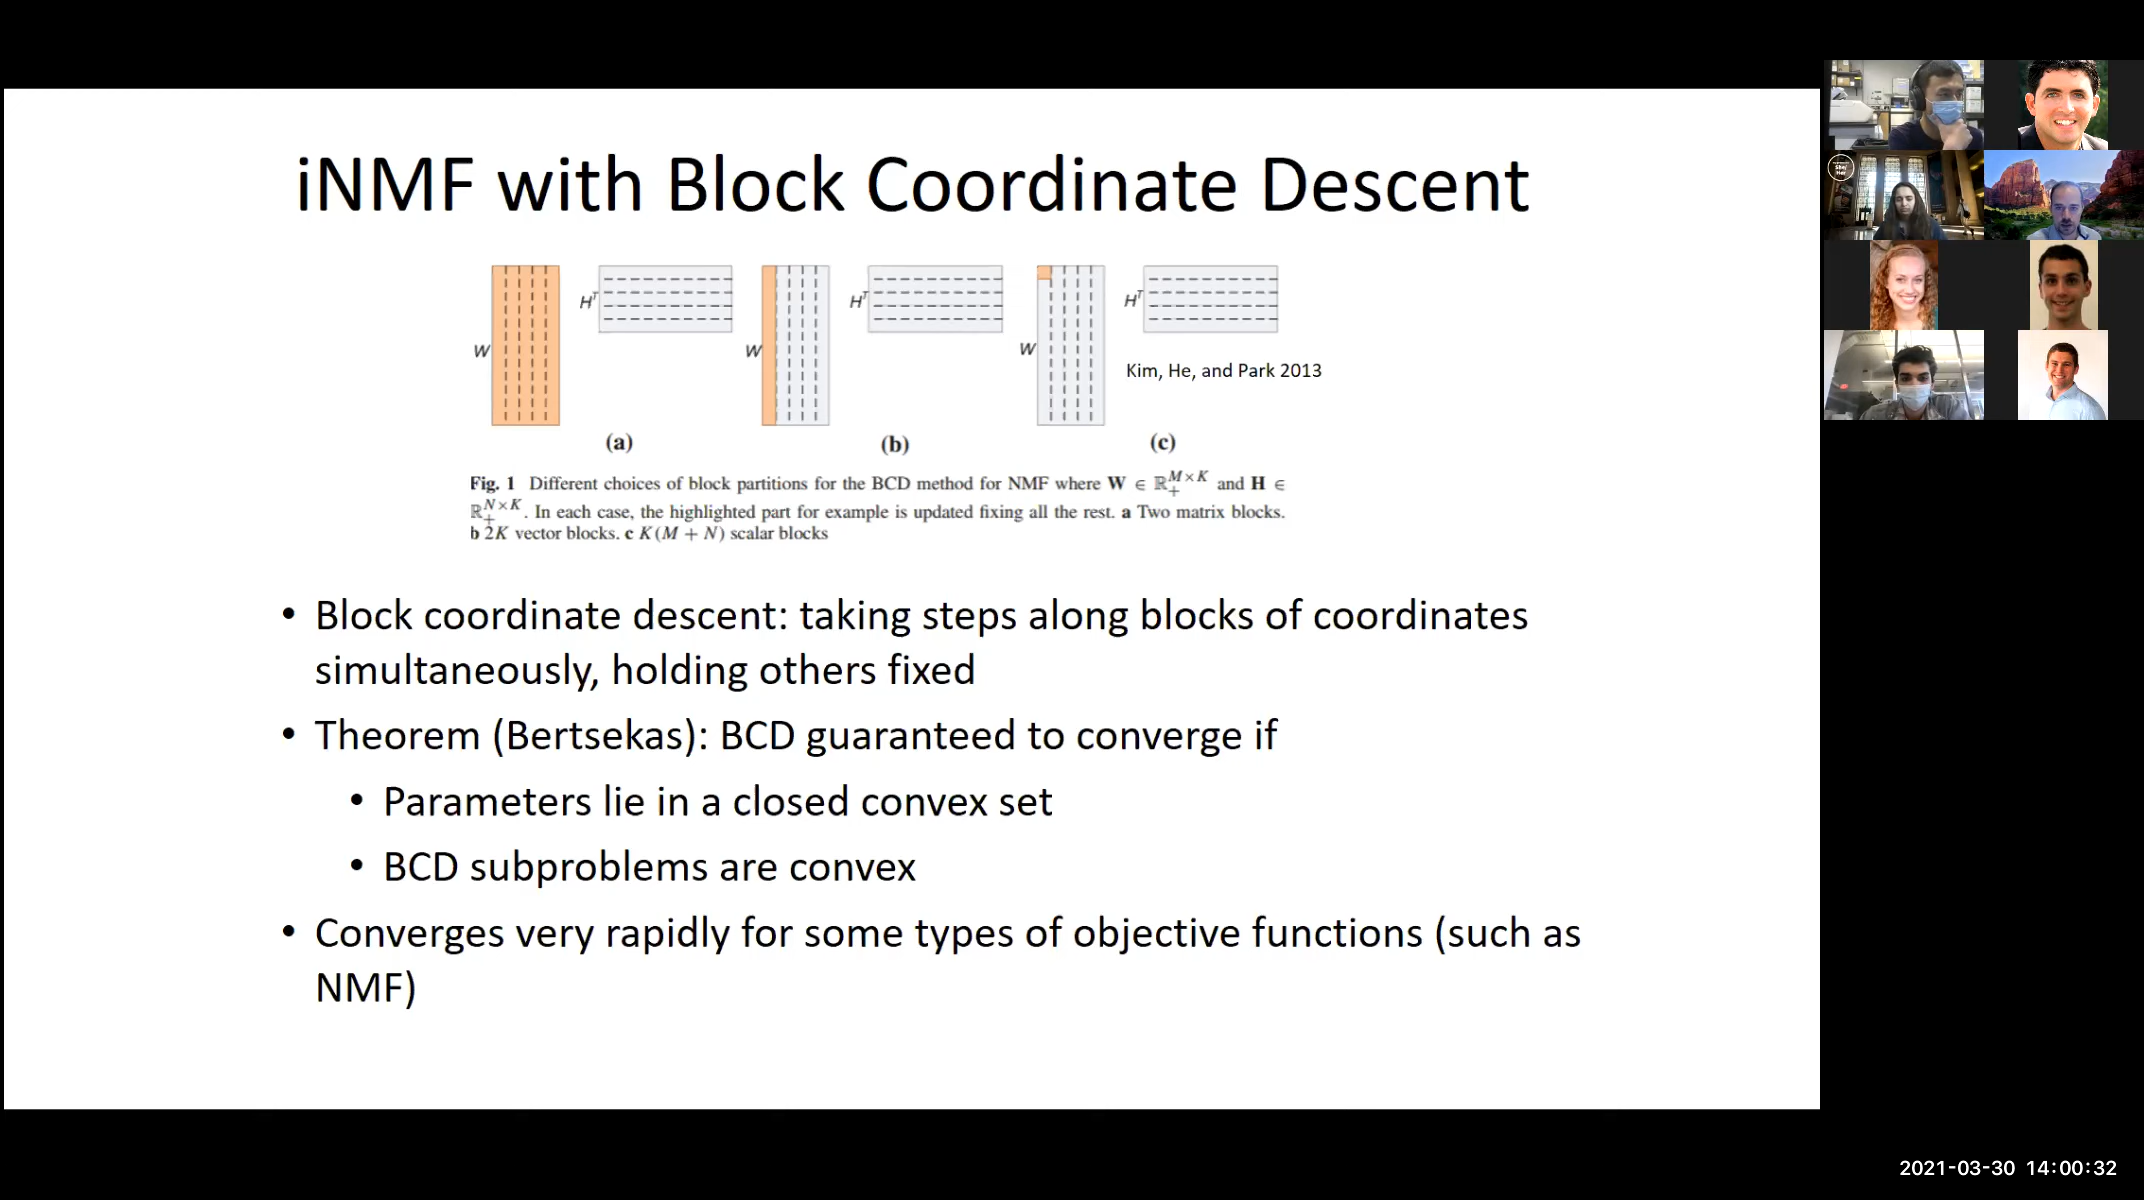 iNMF with Block Coordinate Descent
W
Hᵀ
W
Hᵀ
W
Hᵀ
Kim, He, and Park 2013
(a)
(b)
(c)
Fig. 1 Different choices of block partitions for the BCD method for NMF where W ∈ ℝ₊^{M×K} and H ∈
ℝ₊^{N×K}. In each case, the highlighted part for example is updated fixing all the rest. a Two matrix blocks.
b 2K vector blocks. c K(M + N) scalar blocks
• Block coordinate descent: taking steps along blocks of coordinates
simultaneously, holding others fixed
• Theorem (Bertsekas): BCD guaranteed to converge if
• Parameters lie in a closed convex set
• BCD subproblems are convex
• Converges very rapidly for some types of objective functions (such as
NMF)
She/
Her
2021-03-30 14:00:32